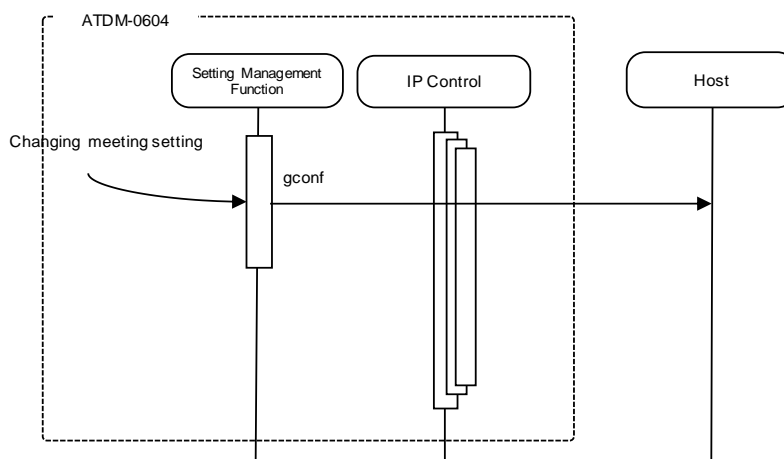 ATDM-0604
Setting Management
Function
IP Control
Host
Changing meeting setting
gconf